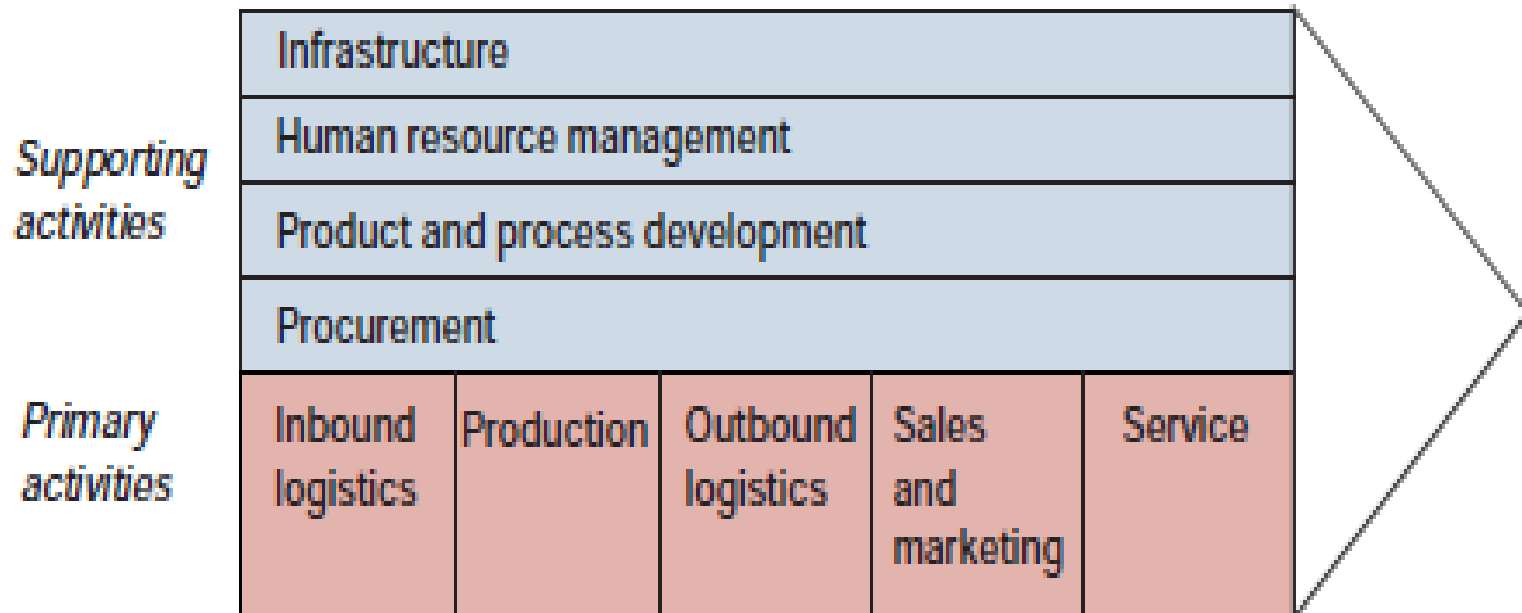 Supporting
activities
Infrastructure
Human resource management
Product and process development
Procurement
Primary
activities
Inbound
logistics
Production
Outbound
logistics
Sales
and
marketing
Service